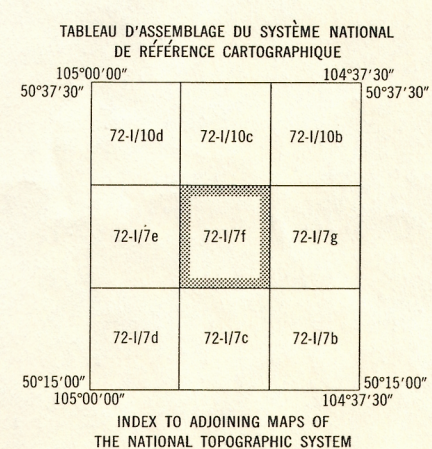 TABLEAU D'ASSEMBLAGE DU SYSTÈME NATIONAL
DE RÉFÉRENCE CARTOGRAPHIQUE
105°00'00" 104°37'30"
50°37'30" 50°37'30"
72-I/10d 72-I/10c 72-I/10b
72-I/7e 72-I/7f 72-I/7g
72-I/7d 72-I/7c 72-I/7b
50°15'00" 50°15'00"
105°00'00" 104°37'30"
INDEX TO ADJOINING MAPS OF
THE NATIONAL TOPOGRAPHIC SYSTEM